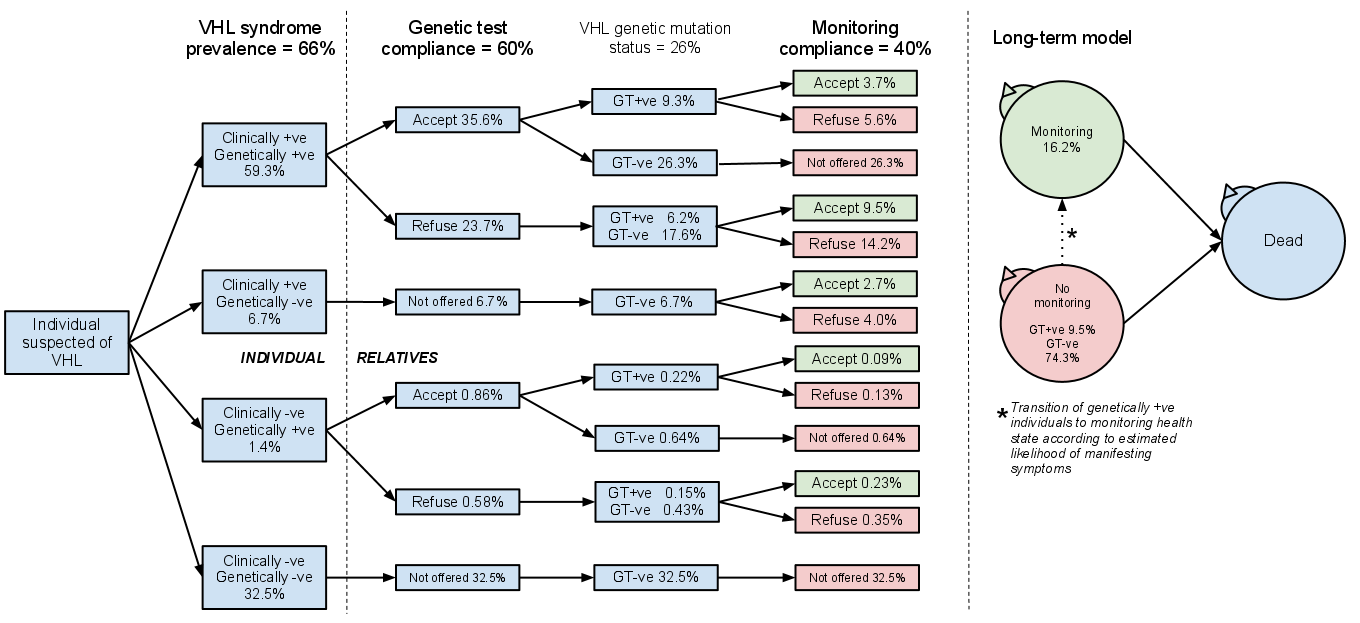 VHL syndrome
prevalence = 66%
Genetic test
compliance = 60%
VHL genetic mutation
status = 26%
Monitoring
compliance = 40%
Individual
suspected of
VHL
Clinically +ve
Genetically +ve
59.3%
Clinically +ve
Genetically -ve
6.7%
INDIVIDUAL
RELATIVES
Clinically -ve
Genetically +ve
1.4%
Clinically -ve
Genetically -ve
32.5%
Accept 35.6%
Refuse 23.7%
Not offered 6.7%
Accept 0.86%
Refuse 0.58%
Not offered 32.5%
GT+ve 9.3%
GT-ve 26.3%
GT+ve 6.2%
GT-ve 17.6%
GT-ve 6.7%
GT+ve 0.22%
GT-ve 0.64%
GT+ve 0.15%
GT-ve 0.43%
GT-ve 32.5%
Accept 3.7%
Refuse 5.6%
Not offered 26.3%
Accept 9.5%
Refuse 14.2%
Accept 2.7%
Refuse 4.0%
Accept 0.09%
Refuse 0.13%
Not offered 0.64%
Accept 0.23%
Refuse 0.35%
Not offered 32.5%
Long-term model
Monitoring
16.2%
*
No
monitoring
GT+ve 9.5%
GT-ve
74.3%
Dead
* Transition of genetically +ve
individuals to monitoring health
state according to estimated
likelihood of manifesting
symptoms